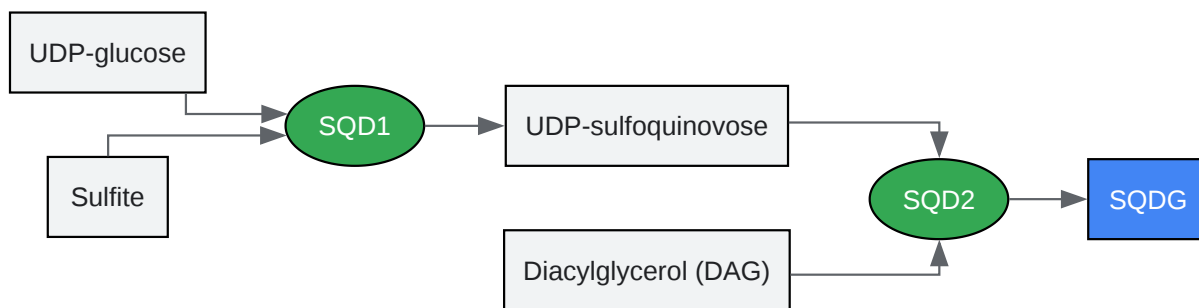 UDP-glucose
Sulfite
SQD1
UDP-sulfoquinovose
Diacylglycerol (DAG)
SQD2
SQDG